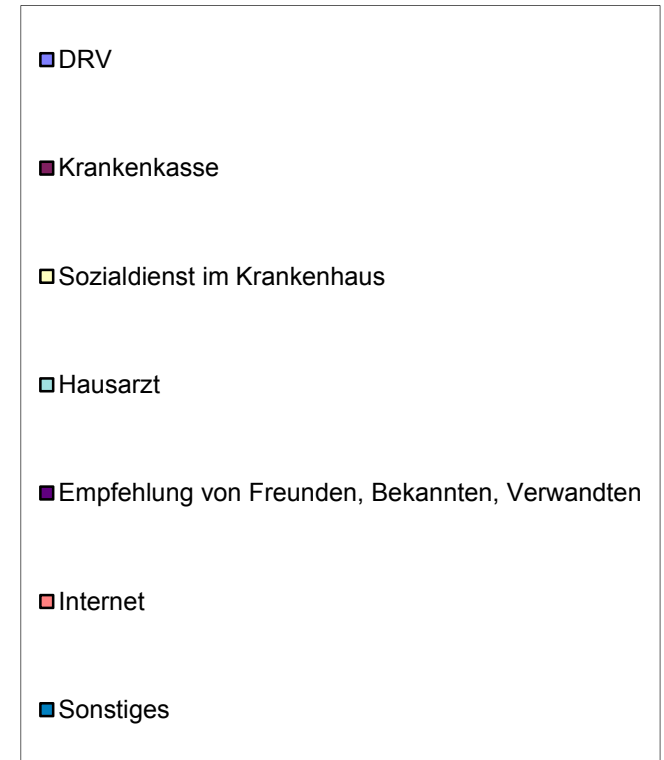 DRV
Krankenkasse
Sozialdienst im Krankenhaus
Hausarzt
Empfehlung von Freunden, Bekannten, Verwandten
Internet
Sonstiges